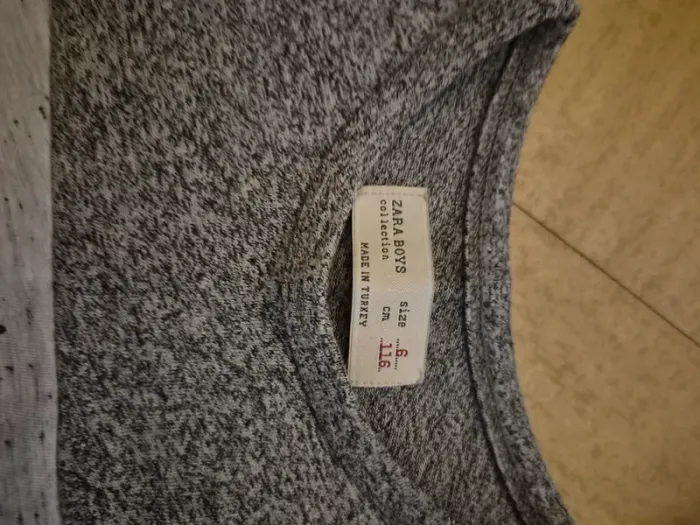 ZARA BOYS
collection
size 6
cm 116
MADE IN TURKEY